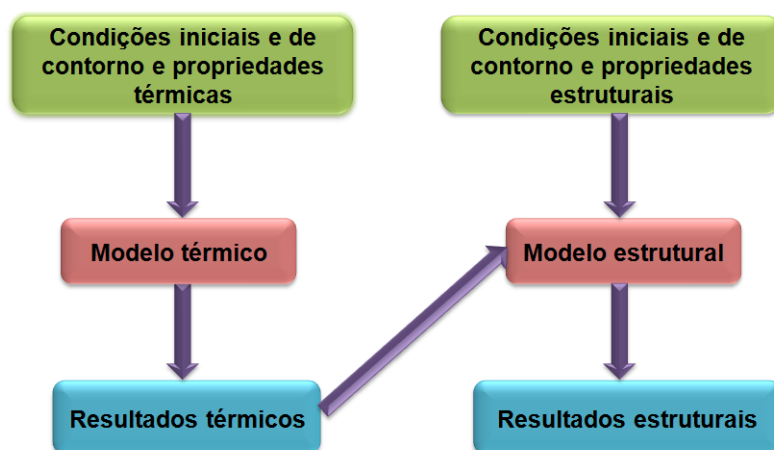 Condições iniciais e de
contorno e propriedades
térmicas
Condições iniciais e de
contorno e propriedades
estruturais
Modelo térmico
Modelo estrutural
Resultados térmicos
Resultados estruturais